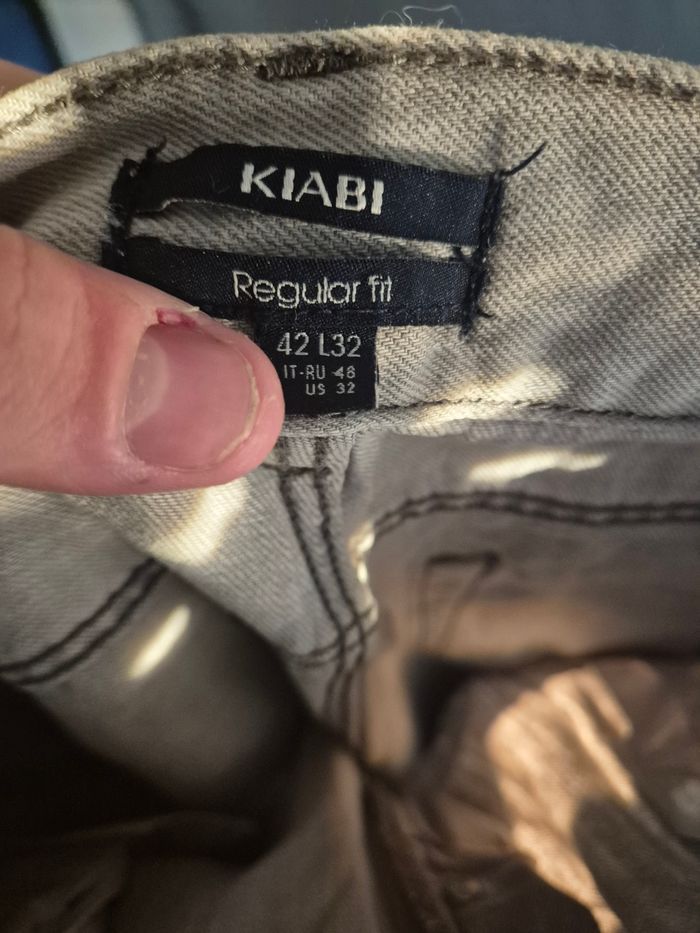 KIABI
Regular fit
42 L32
IT-RU 48
US 32